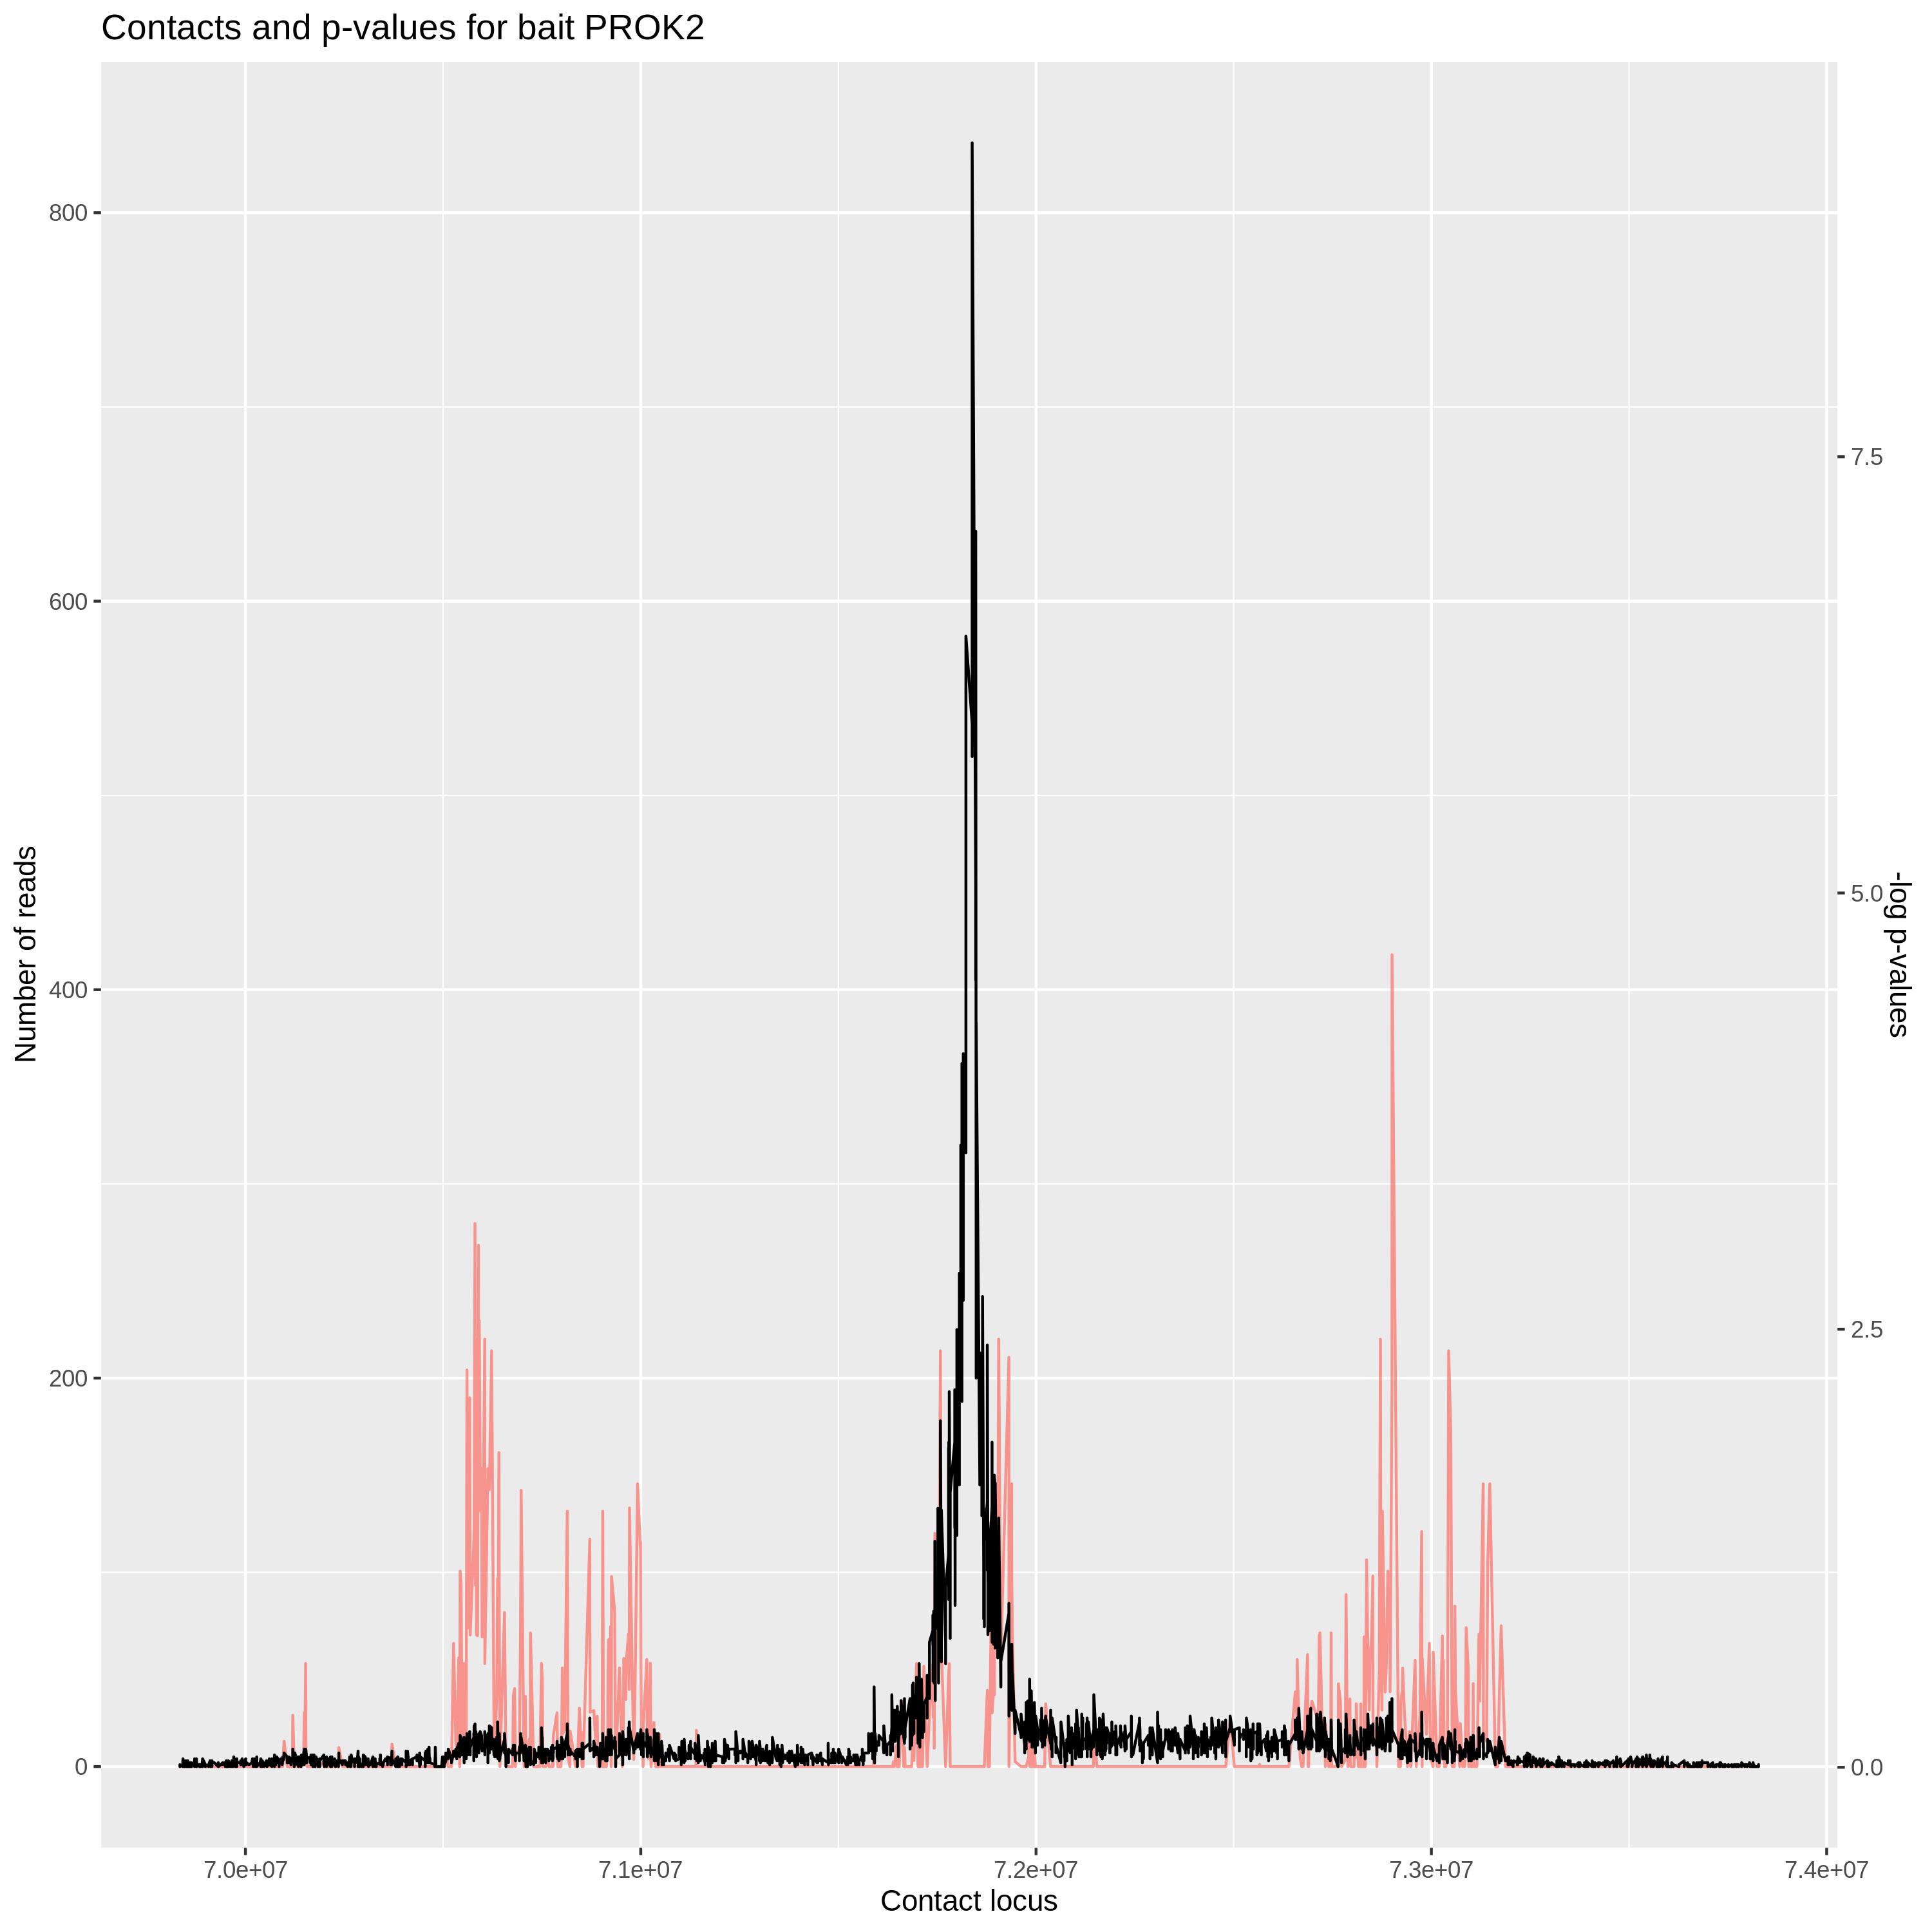 Contacts and p-values for bait PROK2
Number of reads
800
600
400
200
0
7.5
5.0
2.5
0.0
-log p-values
7.0e+07 7.1e+07 7.2e+07 7.3e+07 7.4e+07
Contact locus